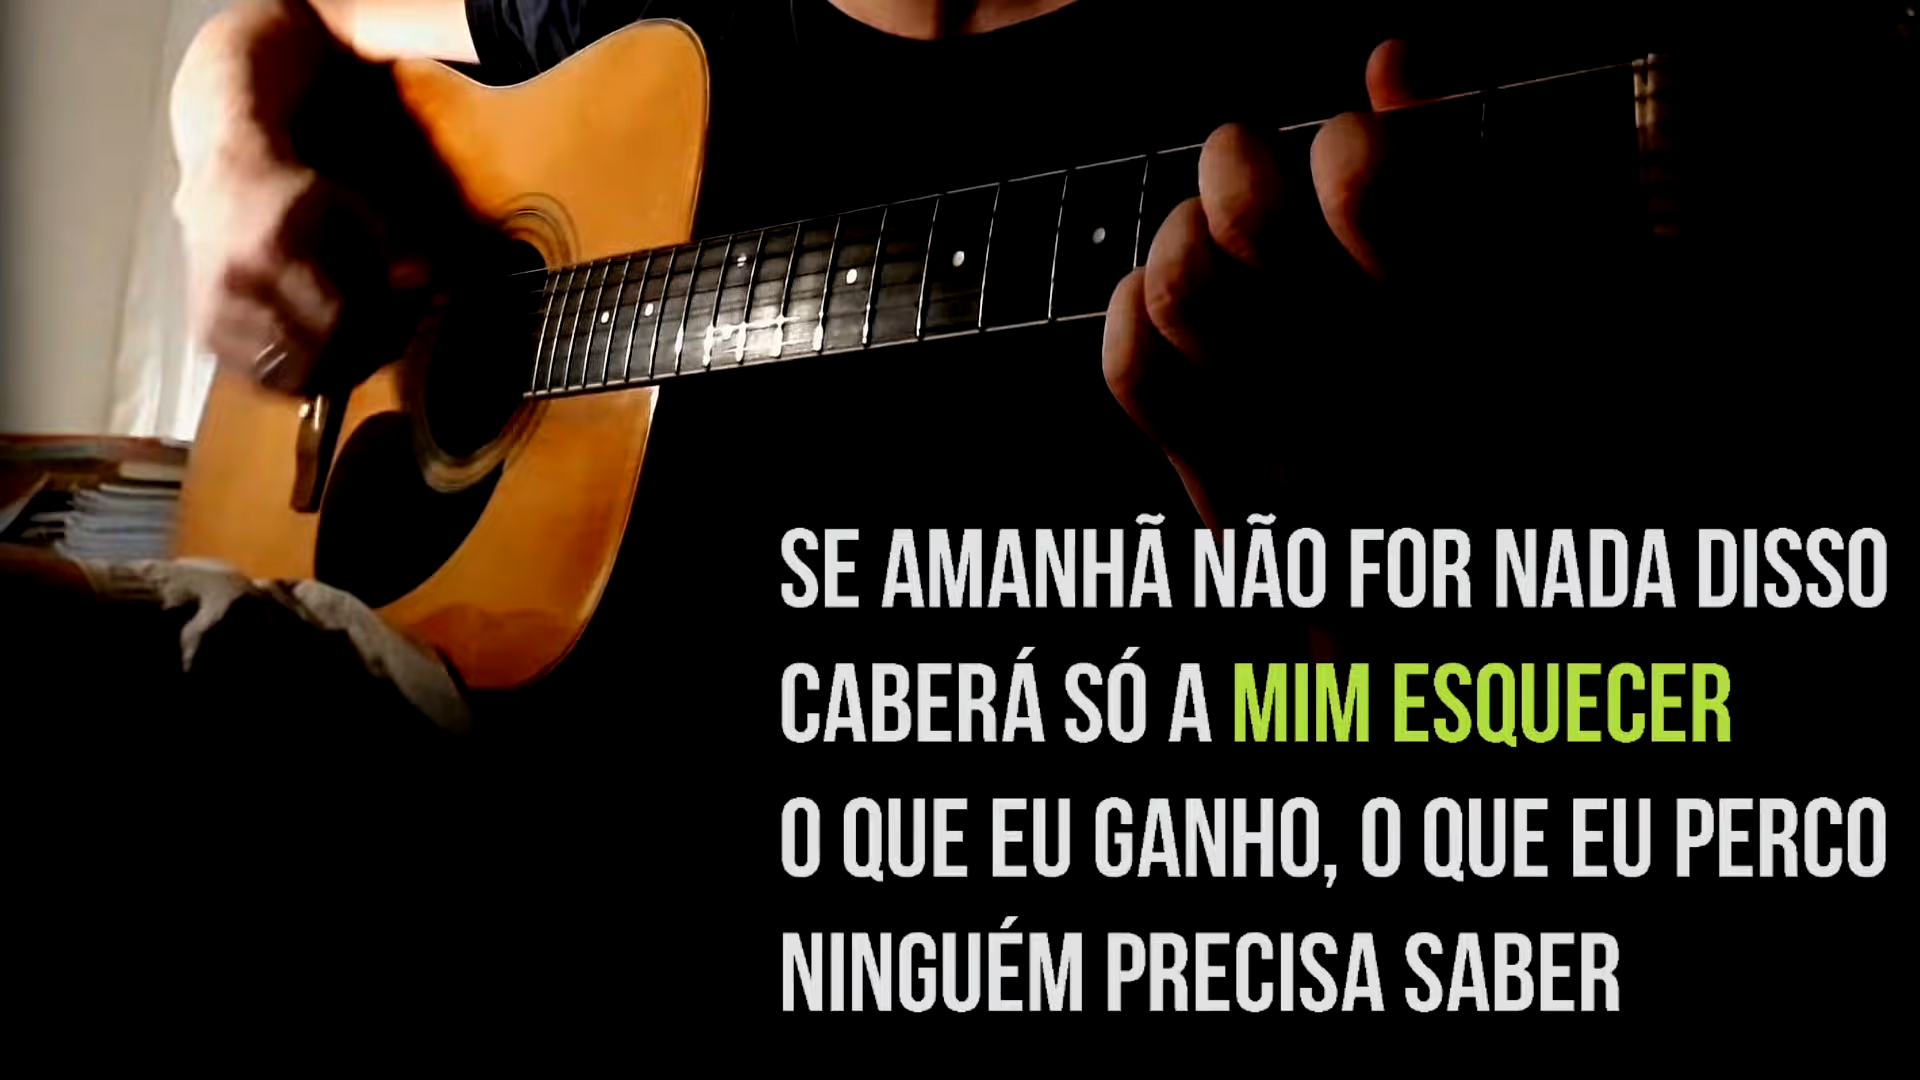 SE AMANHÃ NÃO FOR NADA DISSO
CABERÁ SÓ A MIM ESQUECER
O QUE EU GANHO, O QUE EU PERCO
NINGUÉM PRECISA SABER